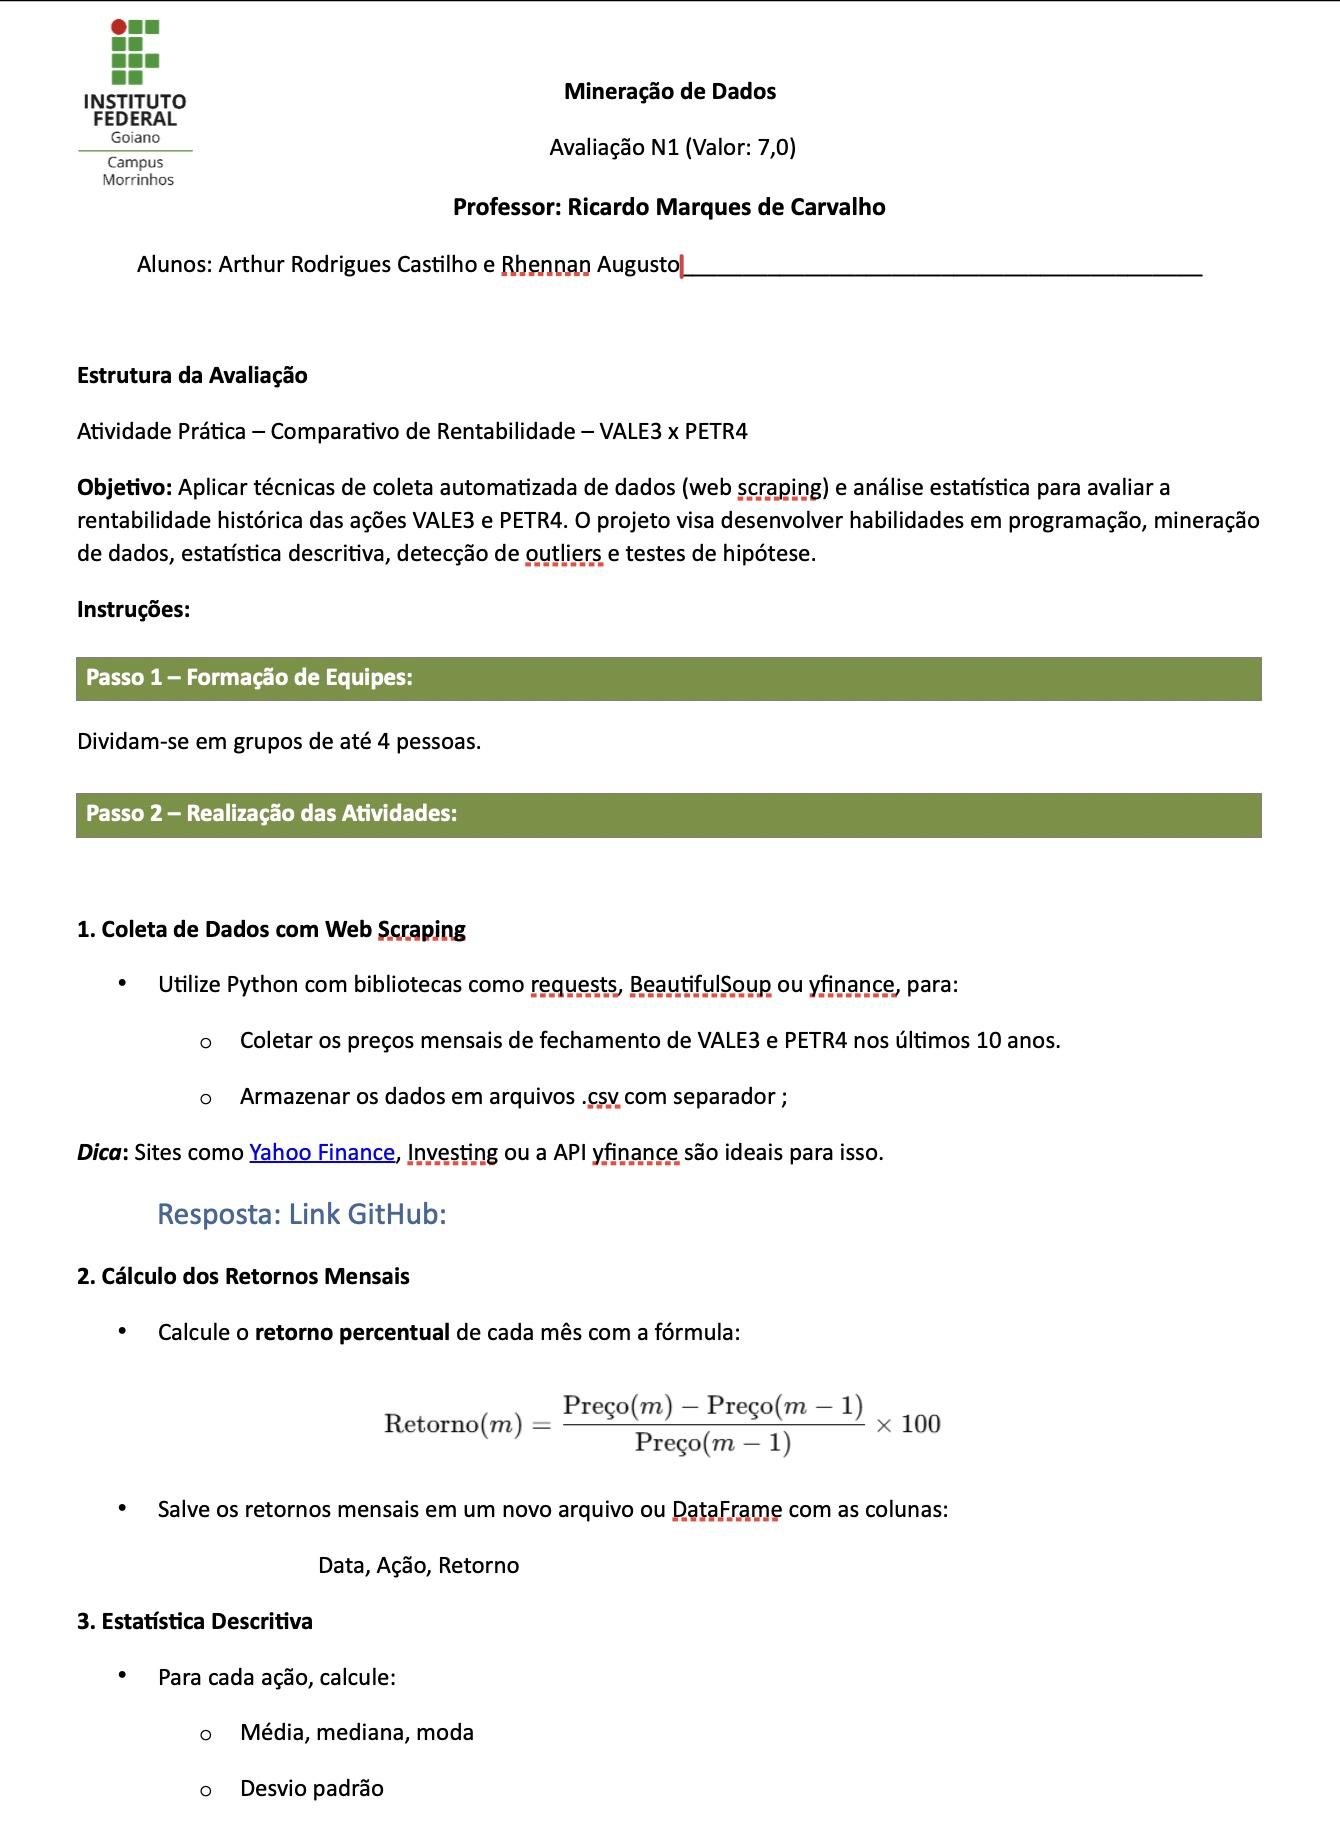 INSTITUTO
FEDERAL
Goiano
Campus
Morrinhos
Mineração de Dados
Avaliação N1 (Valor: 7,0)
Professor: Ricardo Marques de Carvalho
Alunos: Arthur Rodrigues Castilho e Rhennan Augusto
Estrutura da Avaliação
Atividade Prática – Comparativo de Rentabilidade – VALE3 x PETR4
Objetivo: Aplicar técnicas de coleta automatizada de dados (web scraping) e análise estatística para avaliar a
rentabilidade histórica das ações VALE3 e PETR4. O projeto visa desenvolver habilidades em programação, mineração
de dados, estatística descritiva, detecção de outliers e testes de hipótese.
Instruções:
Passo 1 – Formação de Equipes:
Dividam-se em grupos de até 4 pessoas.
Passo 2 – Realização das Atividades:
1. Coleta de Dados com Web Scraping
• Utilize Python com bibliotecas como requests, BeautifulSoup ou yfinance, para:
o Coletar os preços mensais de fechamento de VALE3 e PETR4 nos últimos 10 anos.
o Armazenar os dados em arquivos .csv com separador ;
Dica: Sites como Yahoo Finance, Investing ou a API yfinance são ideais para isso.
Resposta: Link GitHub:
2. Cálculo dos Retornos Mensais
• Calcule o retorno percentual de cada mês com a fórmula:
Retorno(m) = Preço(m) − Preço(m − 1) / Preço(m − 1) × 100
• Salve os retornos mensais em um novo arquivo ou DataFrame com as colunas:
Data, Ação, Retorno
3. Estatística Descritiva
• Para cada ação, calcule:
o Média, mediana, moda
o Desvio padrão